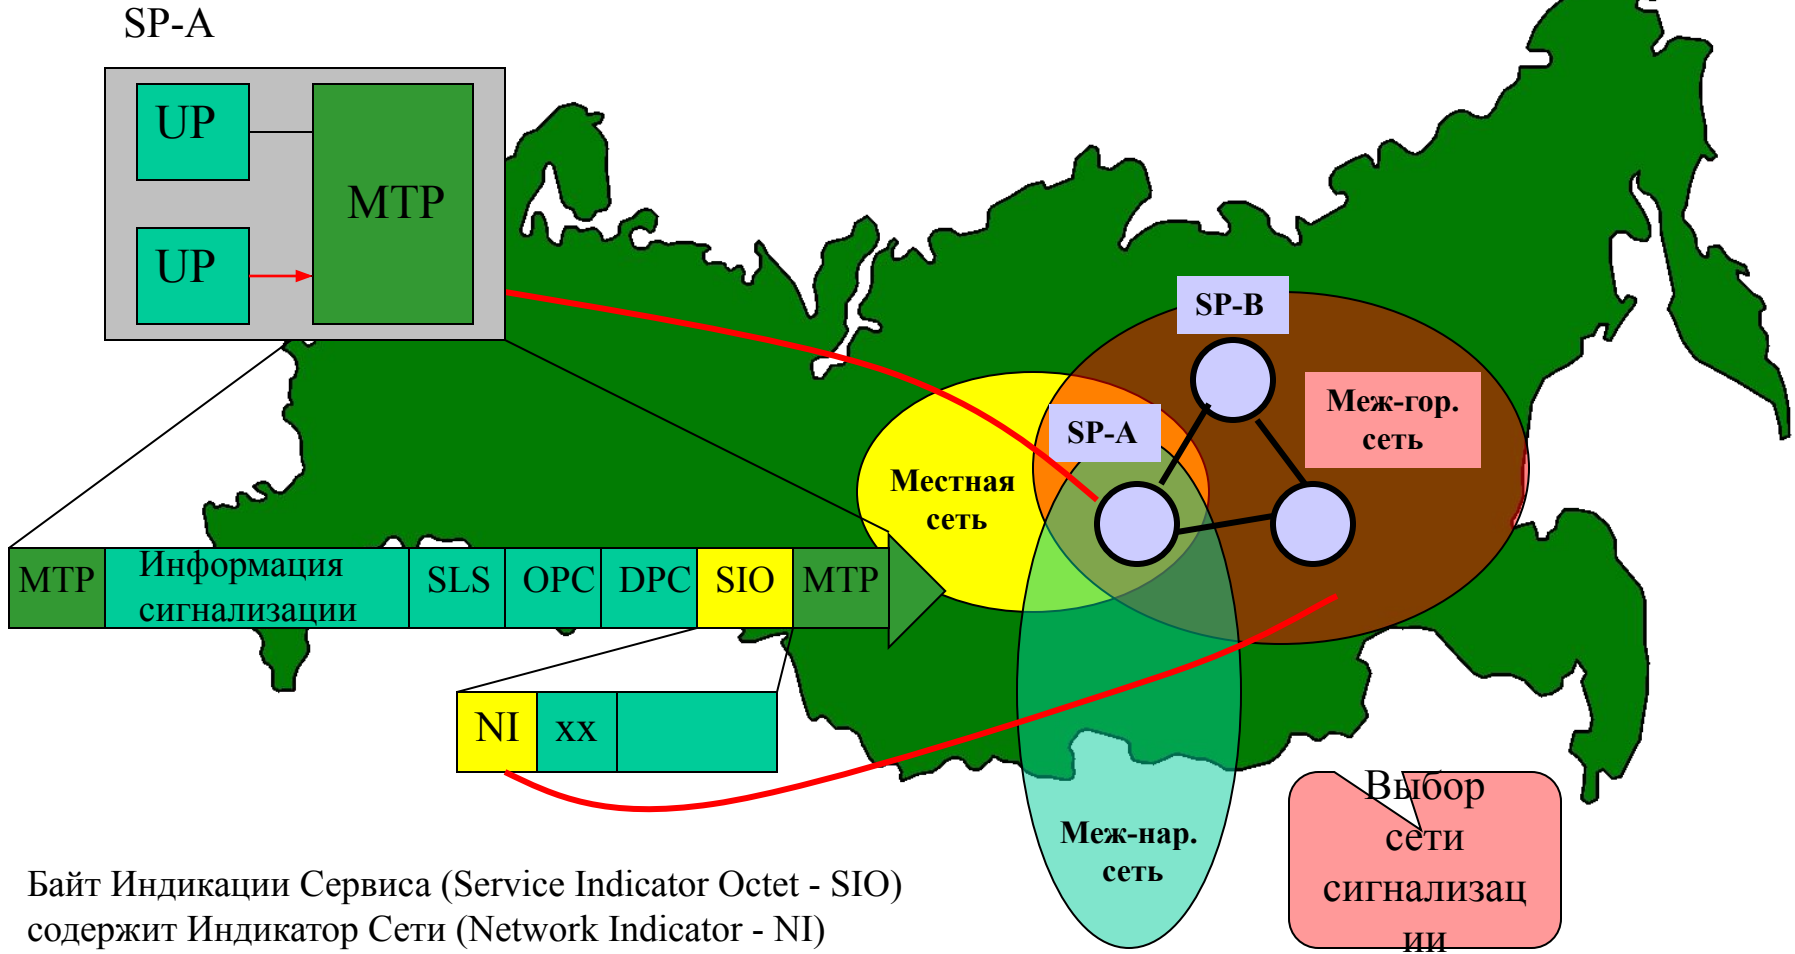 SP-A
UP
MTP
UP
SP-B
Меж-гор.
сеть
SP-A
Местная
сеть
MTP
Информация
сигнализации
SLS
OPC
DPC
SIO
MTP
NI
xx
Меж-нар.
сеть
Выбор
сети
сигнализац
ии
Байт Индикации Сервиса (Service Indicator Octet - SIO)
содержит Индикатор Сети (Network Indicator - NI)